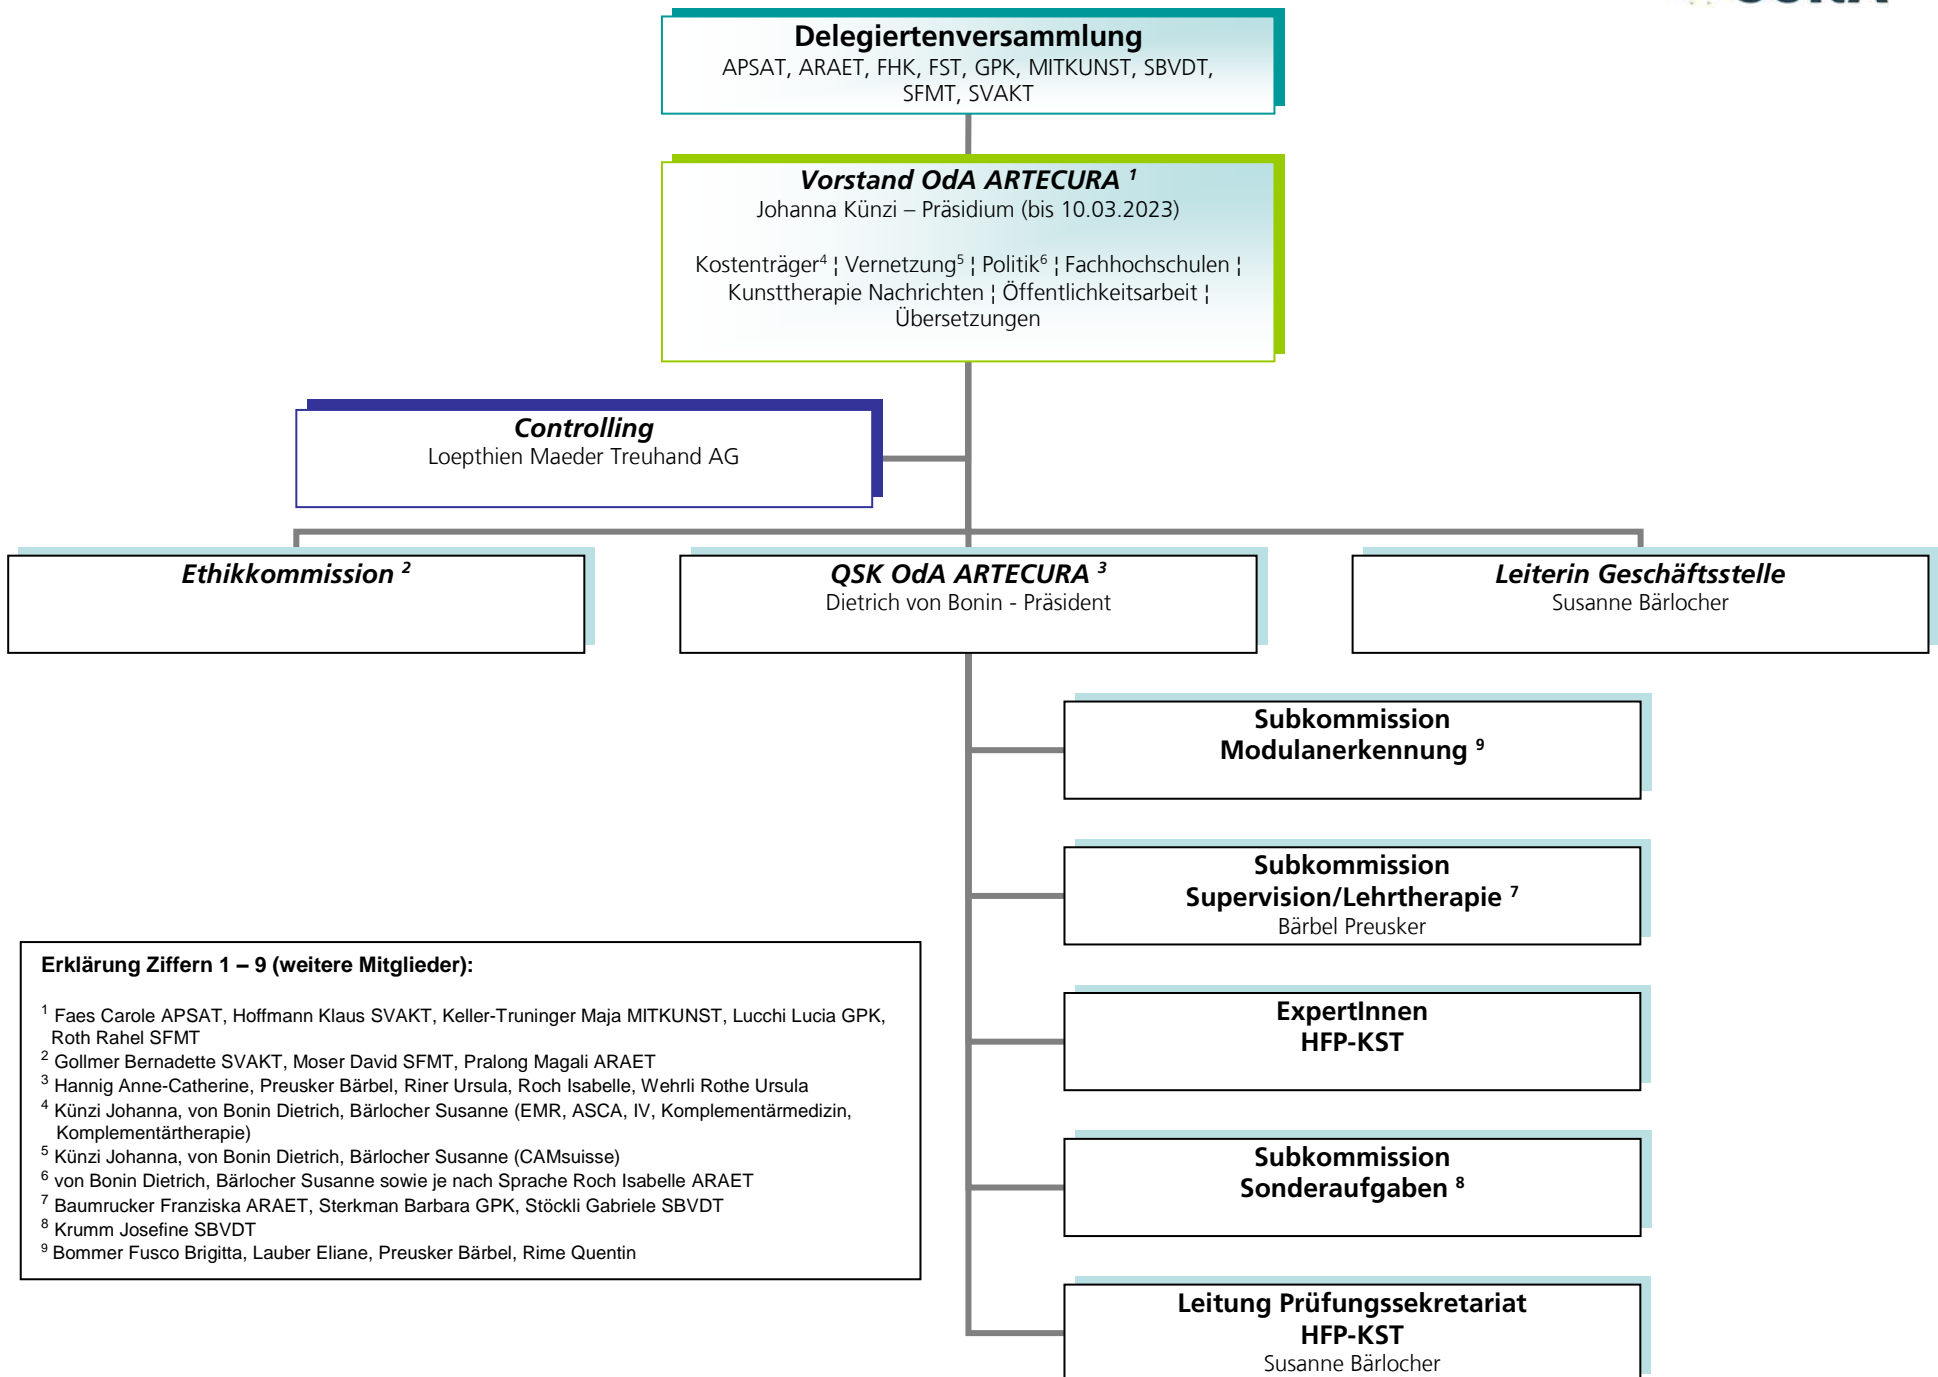 Delegiertenversammlung
APSAT, ARAET, FHK, FST, GPK, MITKUNST, SBVDT,
SFMT, SVAKT
Vorstand OdA ARTECURA ¹
Johanna Künzi – Präsidium (bis 10.03.2023)
Kostenträger⁴ ¦ Vernetzung⁵ ¦ Politik⁶ ¦ Fachhochschulen ¦
Kunsttherapie Nachrichten ¦ Öffentlichkeitsarbeit ¦
Übersetzungen
Controlling
Loepthien Maeder Treuhand AG
Ethikkommission ²
QSK OdA ARTECURA ³
Dietrich von Bonin - Präsident
Leiterin Geschäftsstelle
Susanne Bärlocher
Subkommission
Modulanerkennung ⁹
Subkommission
Supervision/Lehrtherapie ⁷
Bärbel Preusker
ExpertInnen
HFP-KST
Subkommission
Sonderaufgaben ⁸
Leitung Prüfungssekretariat
HFP-KST
Susanne Bärlocher
Erklärung Ziffern 1 – 9 (weitere Mitglieder):
¹ Faes Carole APSAT, Hoffmann Klaus SVAKT, Keller-Truninger Maja MITKUNST, Lucchi Lucia GPK,
Roth Rahel SFMT
² Gollmer Bernadette SVAKT, Moser David SFMT, Pralong Magali ARAET
³ Hannig Anne-Catherine, Preusker Bärbel, Riner Ursula, Roch Isabelle, Wehrli Rothe Ursula
⁴ Künzi Johanna, von Bonin Dietrich, Bärlocher Susanne (EMR, ASCA, IV, Komplementärmedizin,
Komplementärtherapie)
⁵ Künzi Johanna, von Bonin Dietrich, Bärlocher Susanne (CAMsuisse)
⁶ von Bonin Dietrich, Bärlocher Susanne sowie je nach Sprache Roch Isabelle ARAET
⁷ Baumrucker Franziska ARAET, Sterkman Barbara GPK, Stöckli Gabriele SBVDT
⁸ Krumm Josefine SBVDT
⁹ Bommer Fusco Brigitta, Lauber Eliane, Preusker Bärbel, Rime Quentin